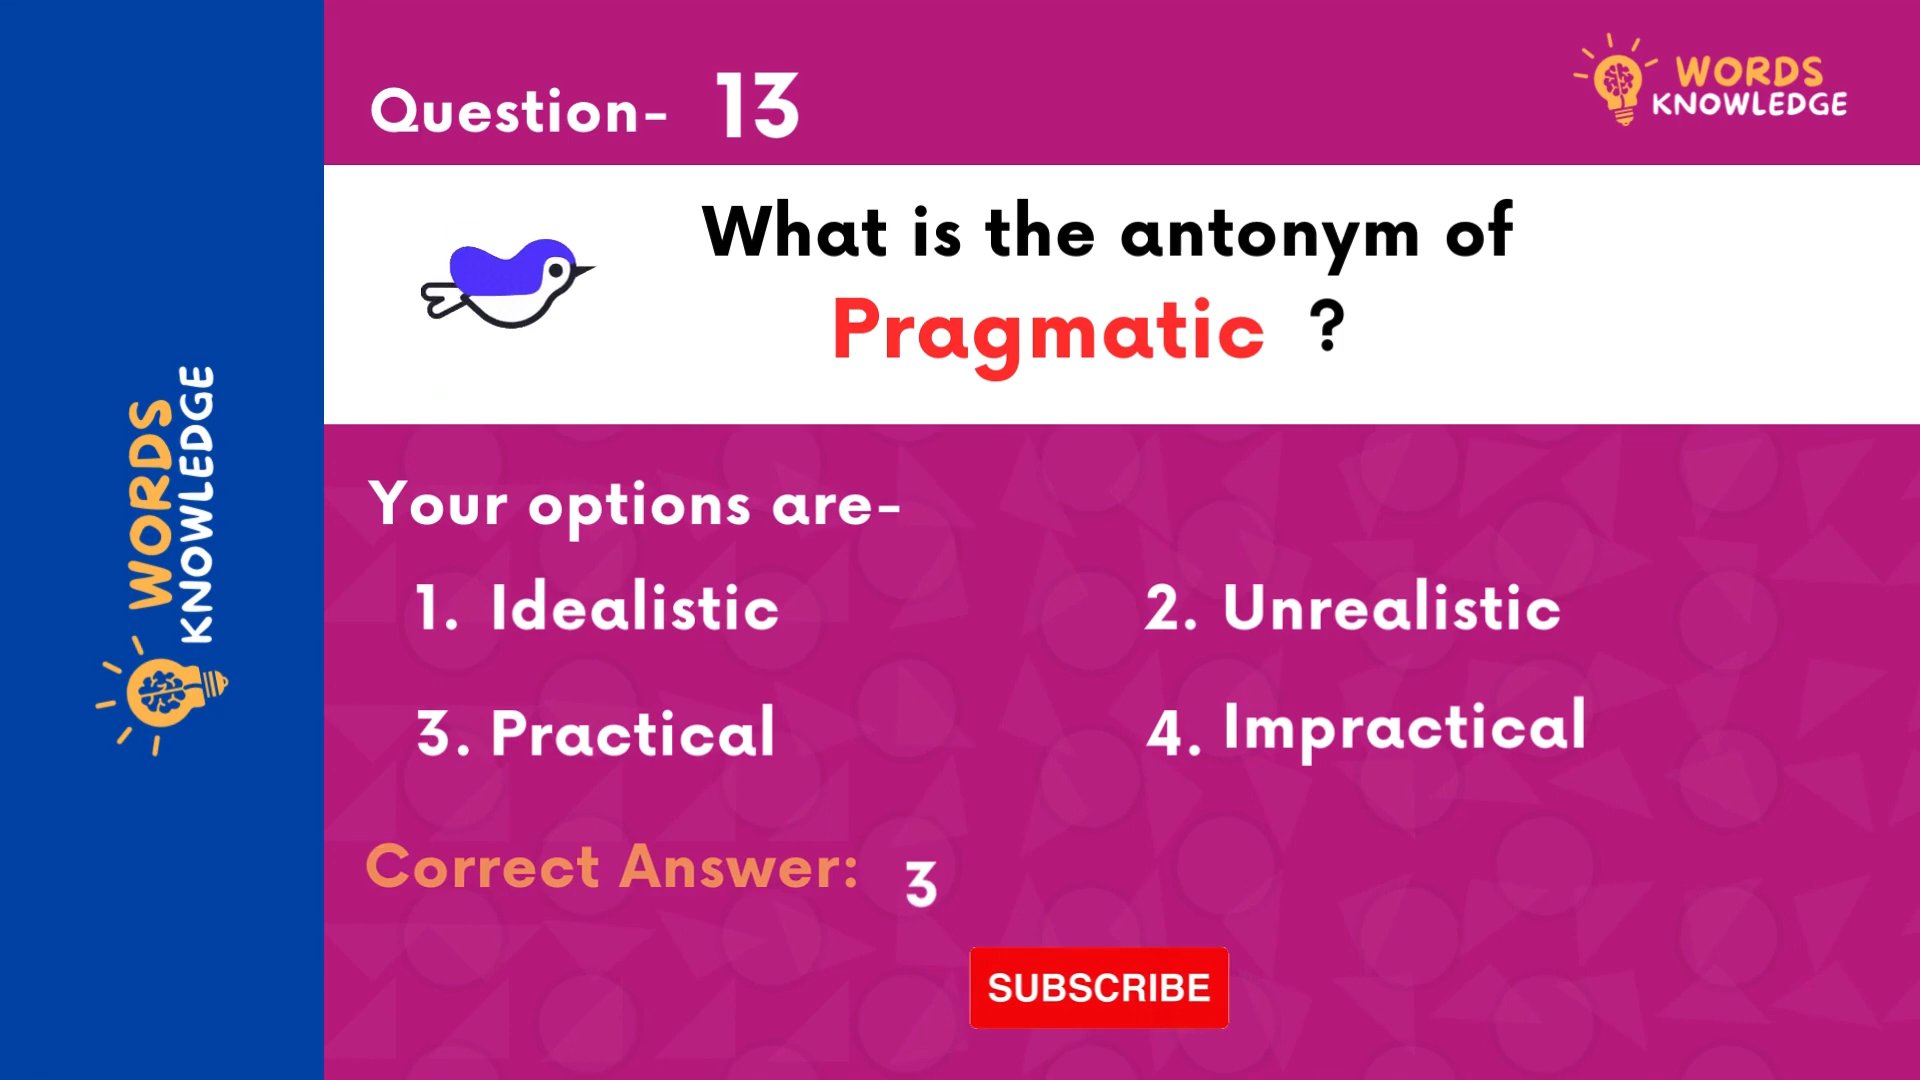 Question- 13
WORDS
KNOWLEDGE
What is the antonym of
Pragmatic ?
WORDS
KNOWLEDGE
Your options are-
1. Idealistic
2. Unrealistic
3. Practical
4. Impractical
Correct Answer: 3
SUBSCRIBE